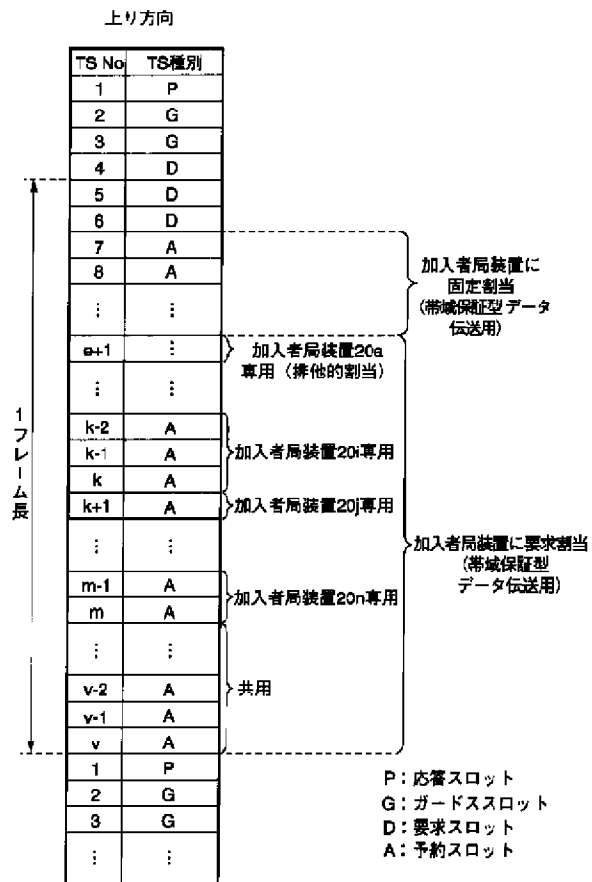 上り方向
TS No TS種別
1 P
2 G
3 G
4 D
5 D
6 D
7 A
8 A
⋮ ⋮
e+1 ⋮
⋮ ⋮
k-2 A
k-1 A
k A
k+1 A
⋮ ⋮
m-1 A
m A
⋮ ⋮
v-2 A
v-1 A
v A
1 P
2 G
3 G
⋮ ⋮
1フレーム長
加入者局装置に
固定割当
(帯域保証型データ
伝送用)
加入者局装置20a
専用(排他的割当)
加入者局装置20i専用
加入者局装置20j専用
加入者局装置20n専用
共用
加入者局装置に要求割当
(帯域保証型
データ伝送用)
P:応答スロット
G:ガードススロット
D:要求スロット
A:予約スロット